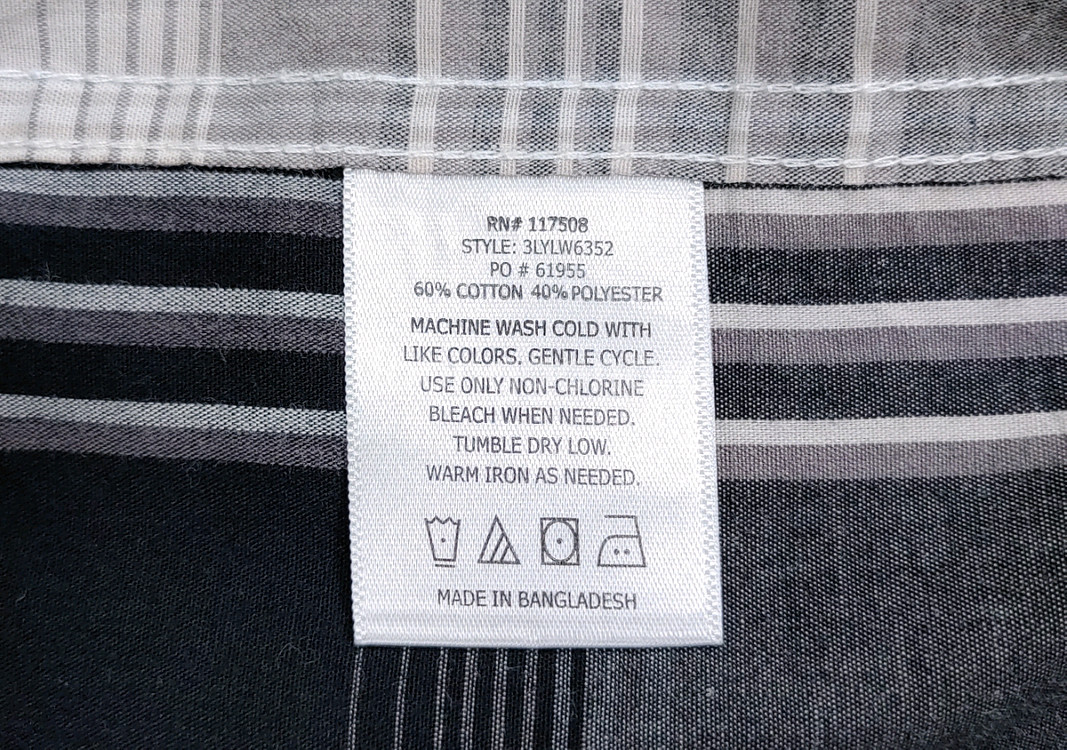 RN# 117508
STYLE: 3LYLW6352
PO # 61955
60% COTTON 40% POLYESTER
MACHINE WASH COLD WITH
LIKE COLORS. GENTLE CYCLE.
USE ONLY NON-CHLORINE
BLEACH WHEN NEEDED.
TUMBLE DRY LOW.
WARM IRON AS NEEDED.
MADE IN BANGLADESH